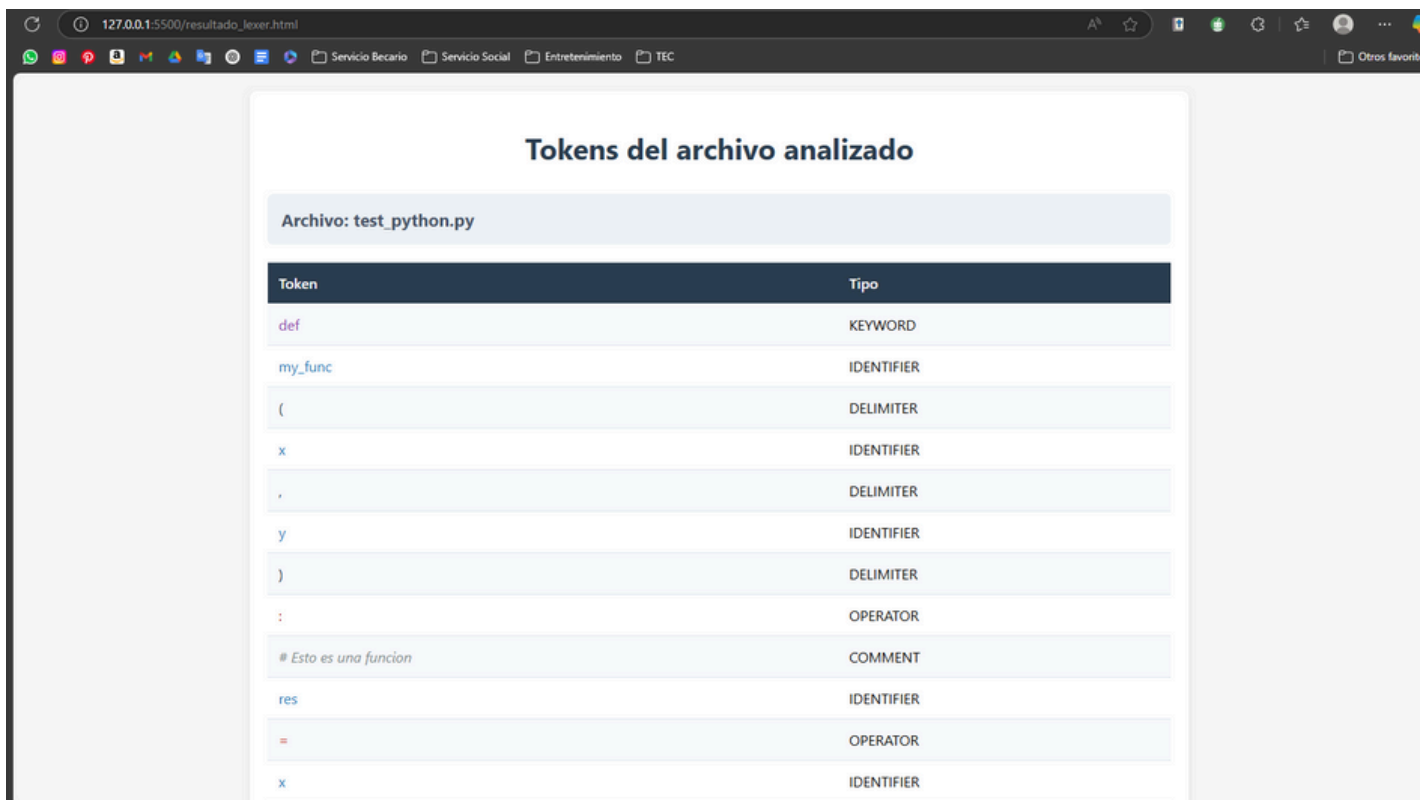 127.0.0.1:5500/resultado_lexer.html
Servicio Becario Servicio Social Entretenimiento TEC Otros favorit
Tokens del archivo analizado
Archivo: test_python.py
Token Tipo
def KEYWORD
my_func IDENTIFIER
( DELIMITER
x IDENTIFIER
, DELIMITER
y IDENTIFIER
) DELIMITER
: OPERATOR
# Esto es una funcion COMMENT
res IDENTIFIER
= OPERATOR
x IDENTIFIER